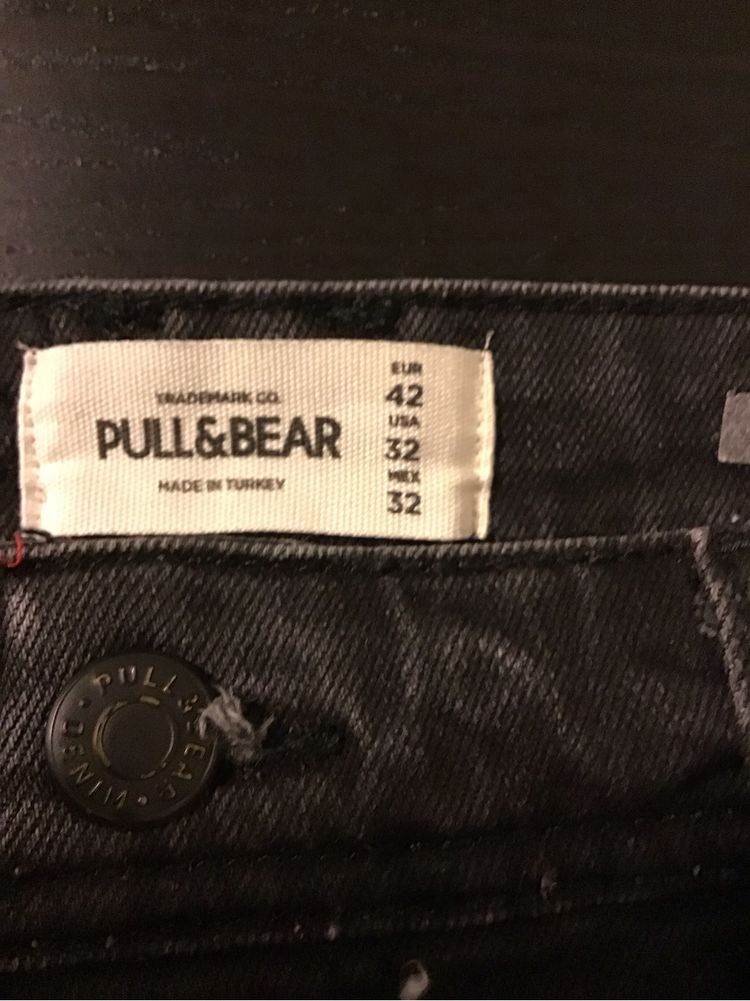 TRADEMARK CO.
PULL&BEAR
MADE IN TURKEY
EUR
42
USA
32
MEX
32
PULL&BEAR • DENIM •